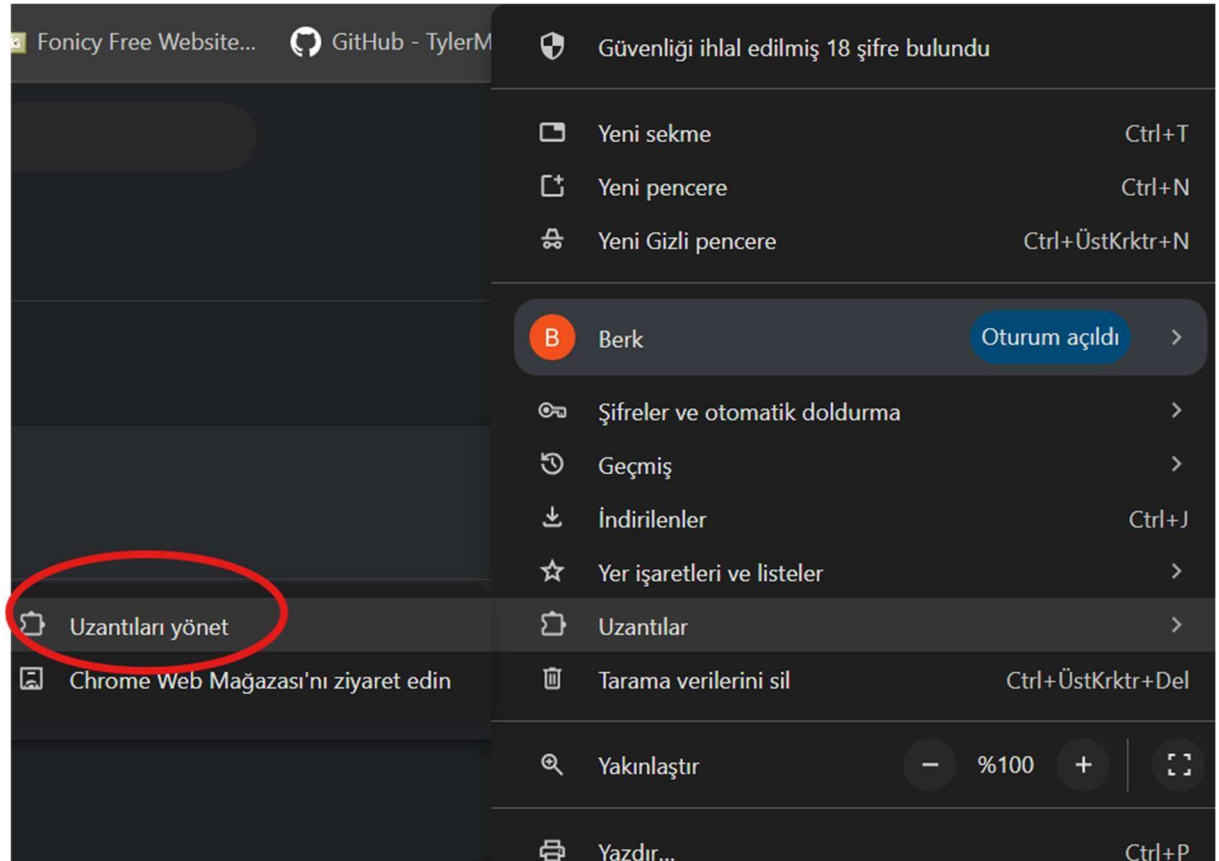 Fonicy Free Website...
GitHub - TylerM
Güvenliği ihlal edilmiş 18 şifre bulundu
Yeni sekme Ctrl+T
Yeni pencere Ctrl+N
Yeni Gizli pencere Ctrl+ÜstKrktr+N
B Berk Oturum açıldı
Şifreler ve otomatik doldurma
Geçmiş
İndirilenler Ctrl+J
Yer işaretleri ve listeler
Uzantıları yönet
Chrome Web Mağazası'nı ziyaret edin
Uzantılar
Tarama verilerini sil Ctrl+ÜstKrktr+Del
Yakınlaştır − %100 +
Yazdır... Ctrl+P